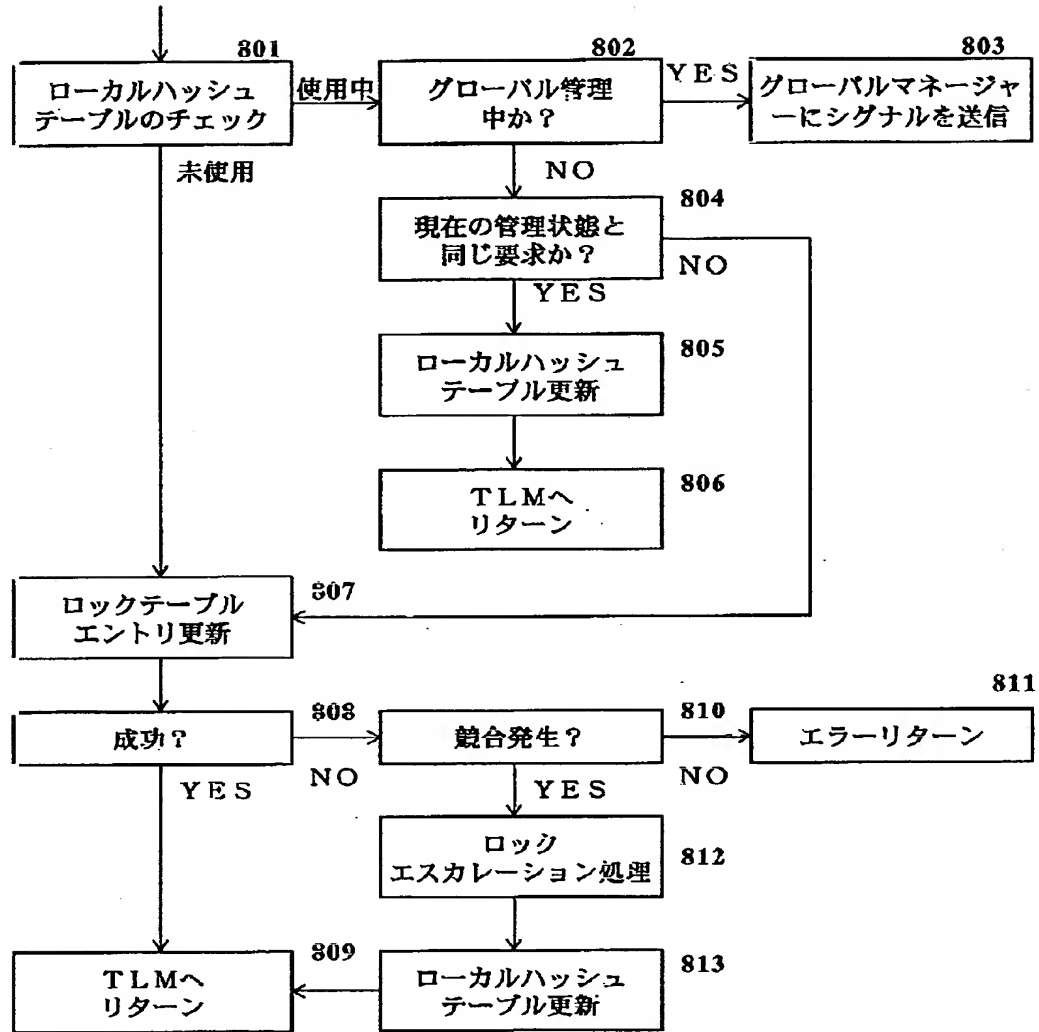 801
ローカルハッシュ
テーブルのチェック
使用中
802
グローバル管理
中か？
YES
803
グローバルマネージャ
ーにシグナルを送信
未使用
NO
804
現在の管理状態と
同じ要求か？
NO
YES
805
ローカルハッシュ
テーブル更新
806
TLMへ
リターン
807
ロックテーブル
エントリ更新
808
成功？
NO
YES
810
競合発生？
NO
YES
811
エラーリターン
812
ロック
エスカレーション処理
813
ローカルハッシュ
テーブル更新
809
TLMへ
リターン